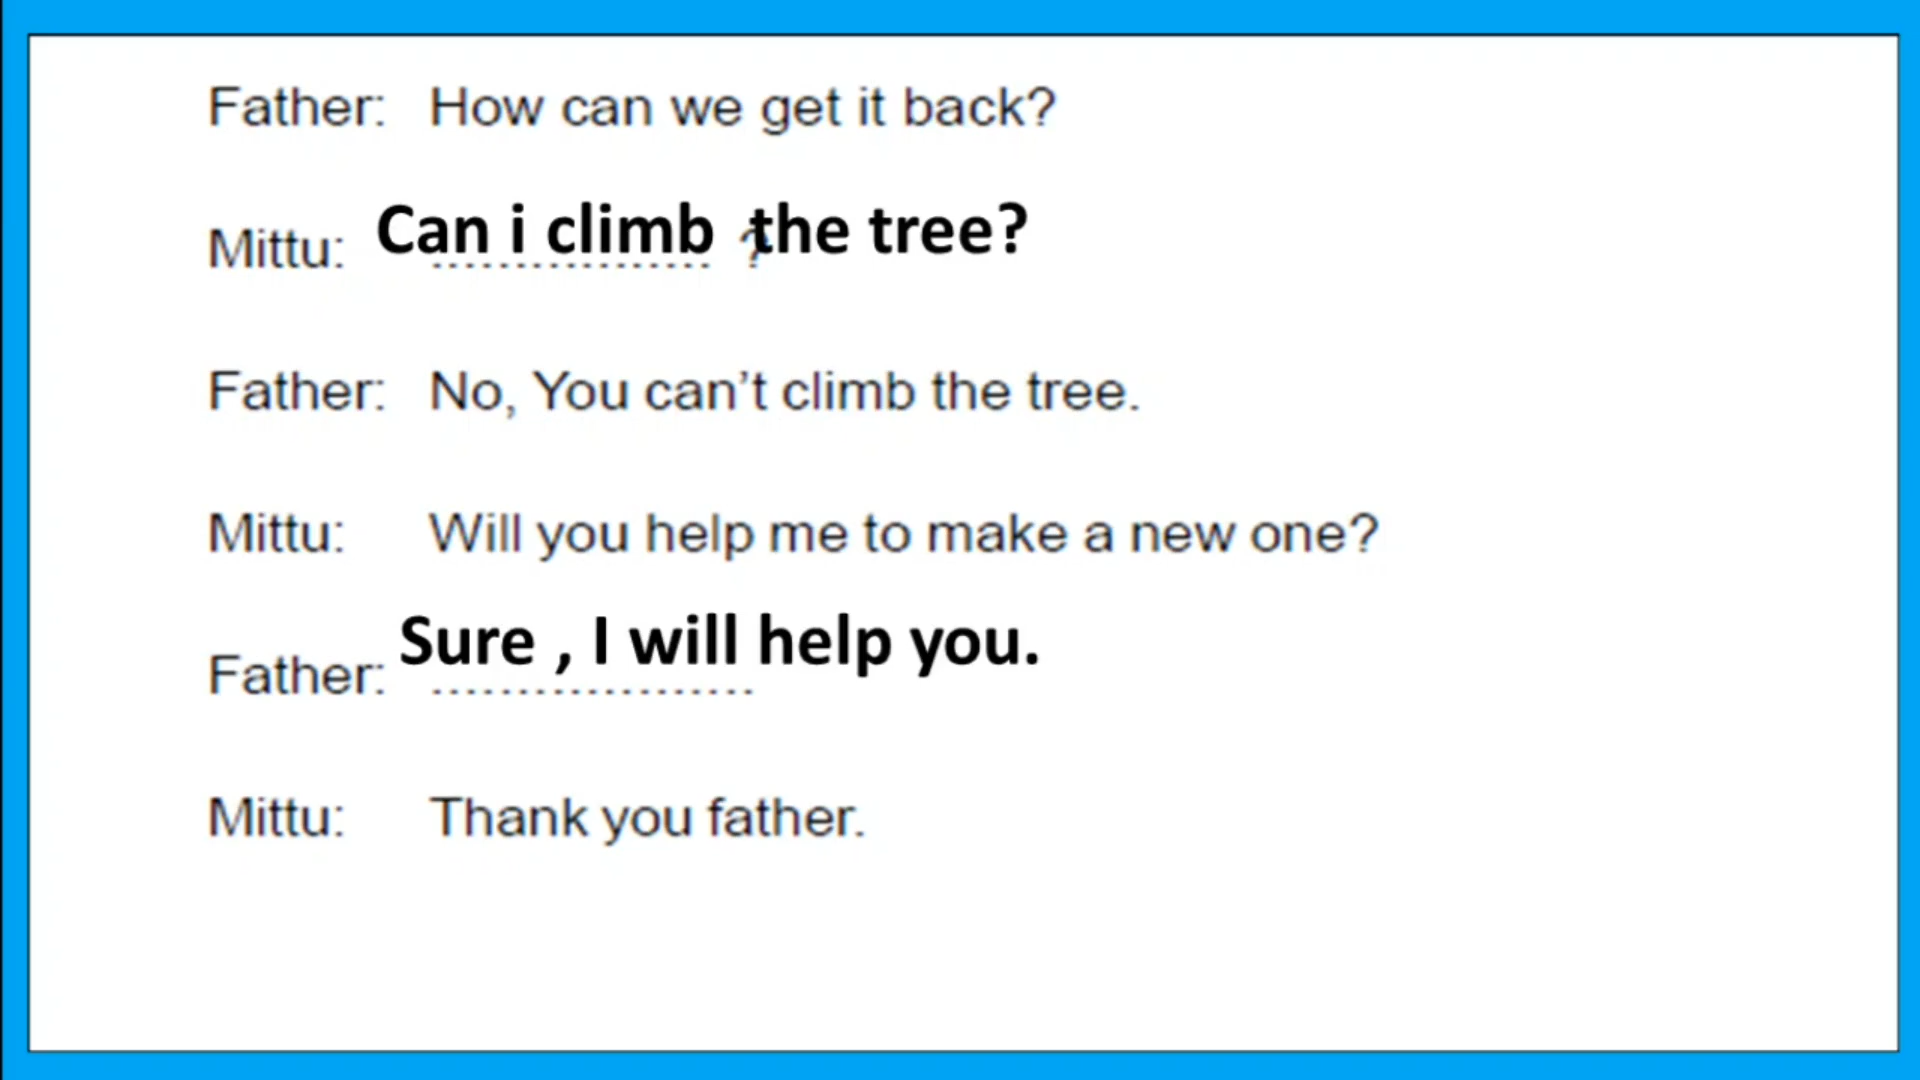 Father: How can we get it back?
Mittu: Can i climb the tree?
Father: No, You can't climb the tree.
Mittu: Will you help me to make a new one?
Father: Sure , I will help you.
Mittu: Thank you father.